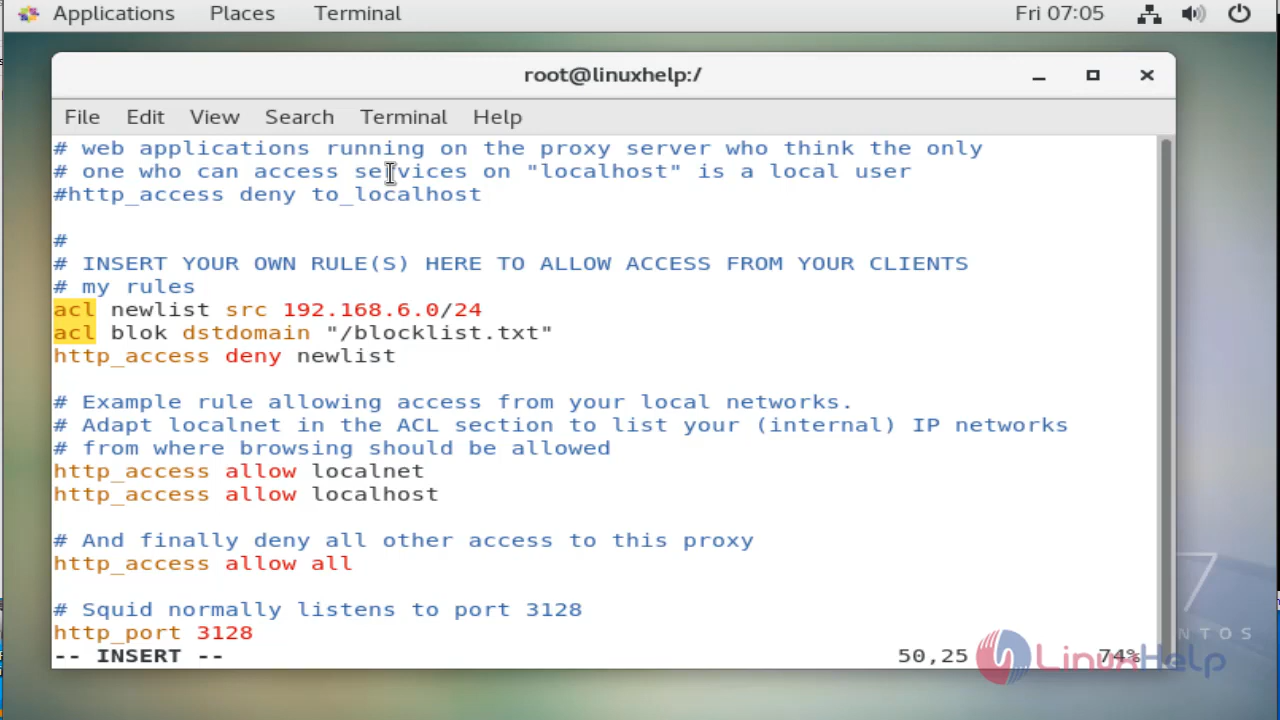 Applications Places Terminal Fri 07:05
root@linuxhelp:/
File Edit View Search Terminal Help
# web applications running on the proxy server who think the only
# one who can access services on "localhost" is a local user
#http_access deny to_localhost
#
# INSERT YOUR OWN RULE(S) HERE TO ALLOW ACCESS FROM YOUR CLIENTS
# my rules
acl newlist src 192.168.6.0/24
acl blok dstdomain "/blocklist.txt"
http_access deny newlist
# Example rule allowing access from your local networks.
# Adapt localnet in the ACL section to list your (internal) IP networks
# from where browsing should be allowed
http_access allow localnet
http_access allow localhost
# And finally deny all other access to this proxy
http_access allow all
# Squid normally listens to port 3128
http_port 3128
-- INSERT -- 50,25 74%
7
NTOS
LinuxHelp